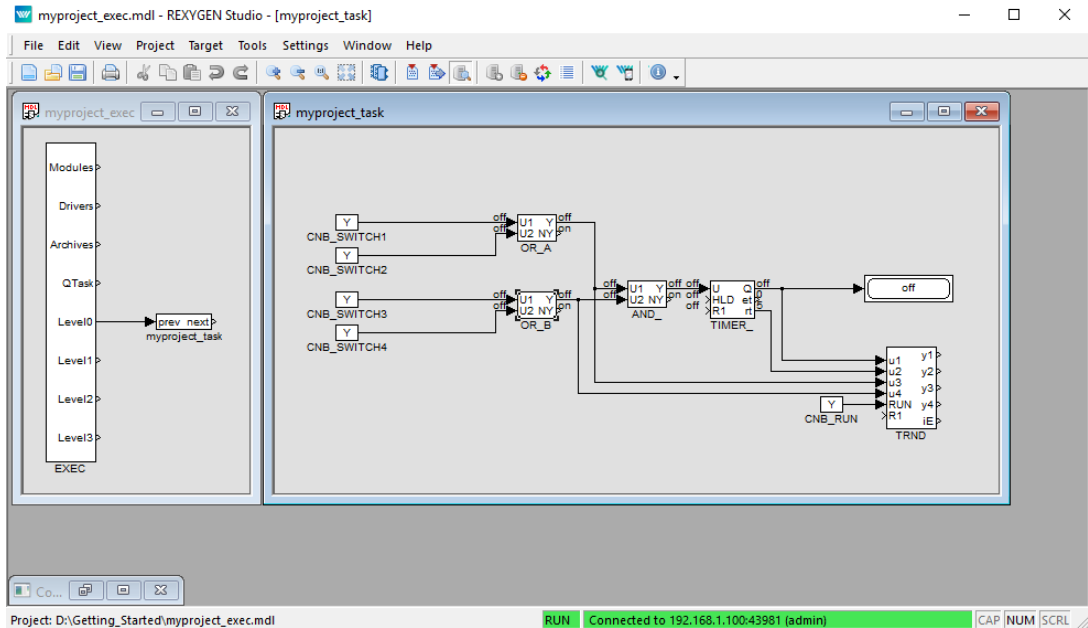 myproject_exec.mdl - REXYGEN Studio - [myproject_task]
File Edit View Project Target Tools Settings Window Help
myproject_exec
Modules
Drivers
Archives
QTask
Level0
Level1
Level2
Level3
EXEC
prev next
myproject_task
myproject_task
Y
CNB_SWITCH1
Y
CNB_SWITCH2
off U1 Y off
off U2 NY on
OR_A
Y
CNB_SWITCH3
Y
CNB_SWITCH4
off U1 Y off
off U2 NY on
OR_B
off U1 Y off
off U2 NY on
AND_
off U Q off
off HLD et
off R1 rt
TIMER_
off
Y
CNB_RUN
u1 y1
u2 y2
u3 y3
u4
RUN y4
R1 iE
TRND
Co...
Project: D:\Getting_Started\myproject_exec.mdl RUN Connected to 192.168.1.100:43981 (admin) CAP NUM SCRL